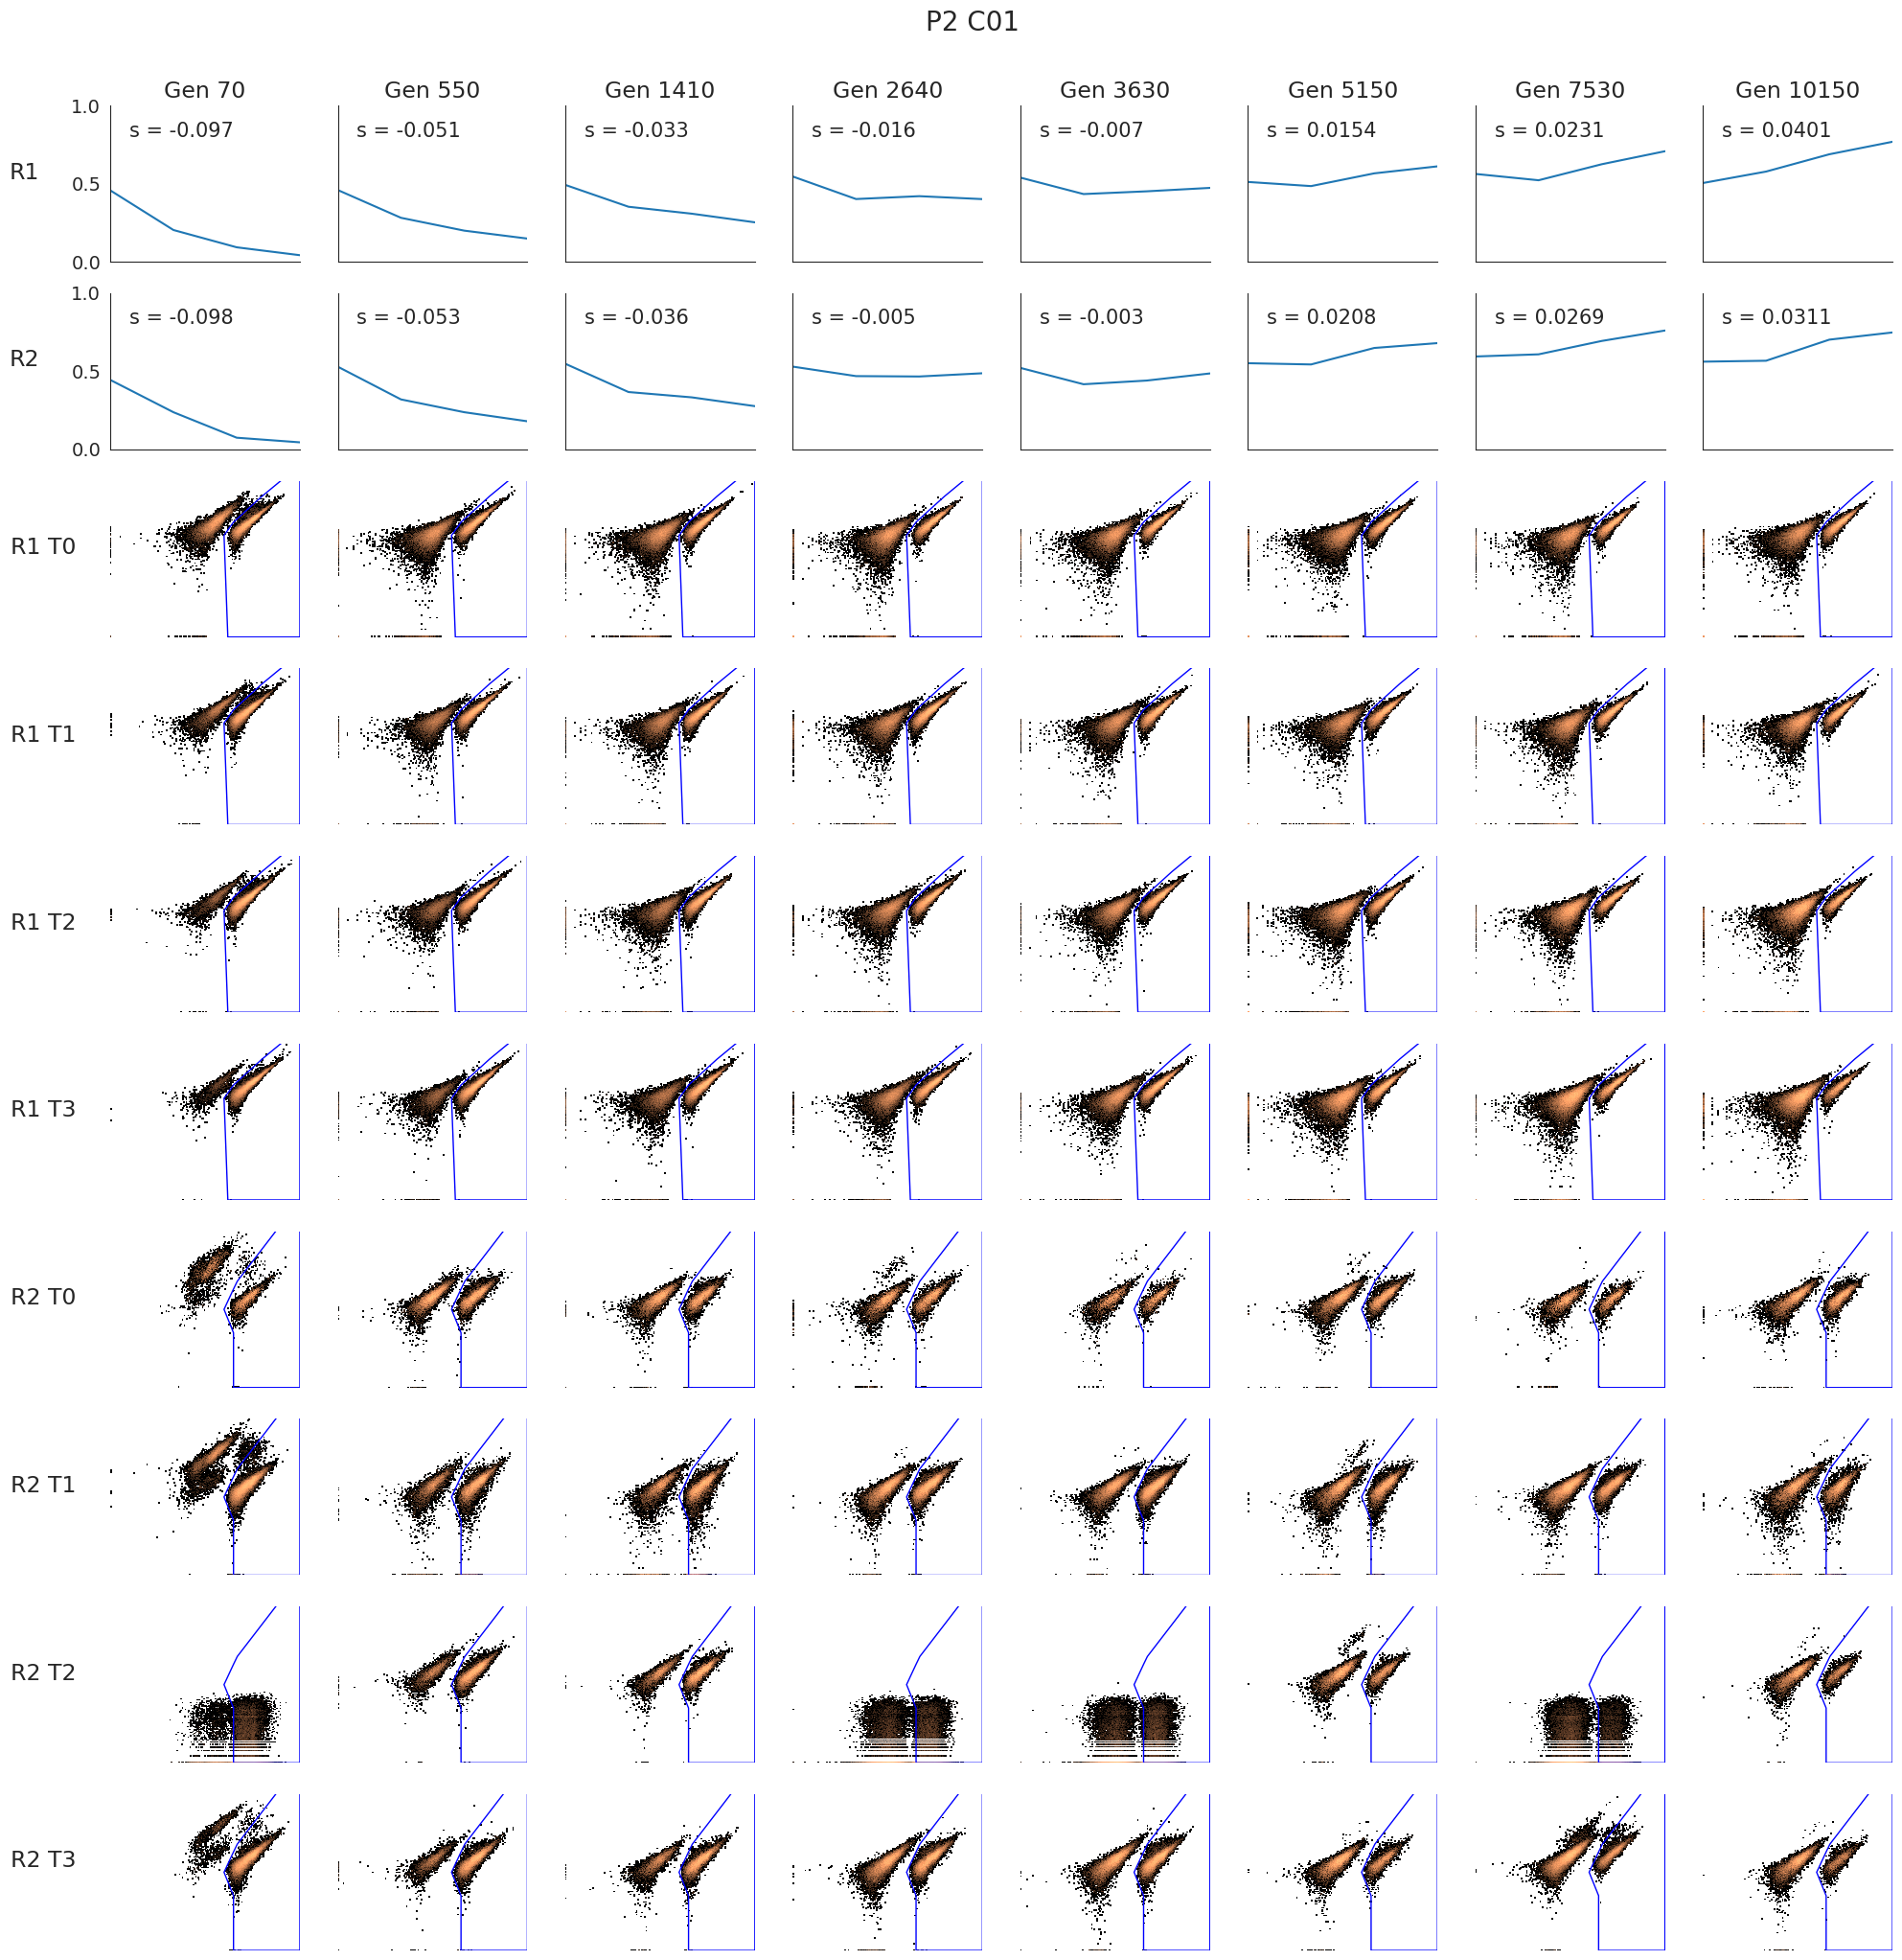 P2 C01
Gen 70 Gen 550 Gen 1410 Gen 2640 Gen 3630 Gen 5150 Gen 7530 Gen 10150
1.0
s = -0.097 s = -0.051 s = -0.033 s = -0.016 s = -0.007 s = 0.0154 s = 0.0231 s = 0.0401
R1
0.5
0.0
1.0
s = -0.098 s = -0.053 s = -0.036 s = -0.005 s = -0.003 s = 0.0208 s = 0.0269 s = 0.0311
R2
0.5
0.0
R1 T0
R1 T1
R1 T2
R1 T3
R2 T0
R2 T1
R2 T2
R2 T3